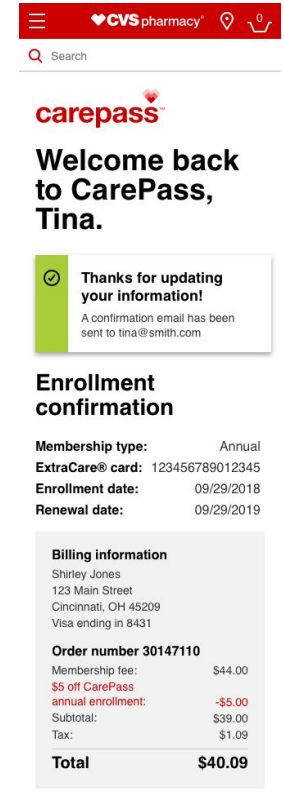 CVS pharmacy®
0
Search
carepass™
Welcome back
to CarePass,
Tina.
Thanks for updating
your information!
A confirmation email has been
sent to tina@smith.com
Enrollment
confirmation
Membership type: Annual
ExtraCare® card: 123456789012345
Enrollment date: 09/29/2018
Renewal date: 09/29/2019
Billing information
Shirley Jones
123 Main Street
Cincinnati, OH 45209
Visa ending in 8431
Order number 30147110
Membership fee: $44.00
$5 off CarePass
annual enrollment: -$5.00
Subtotal: $39.00
Tax: $1.09
Total $40.09